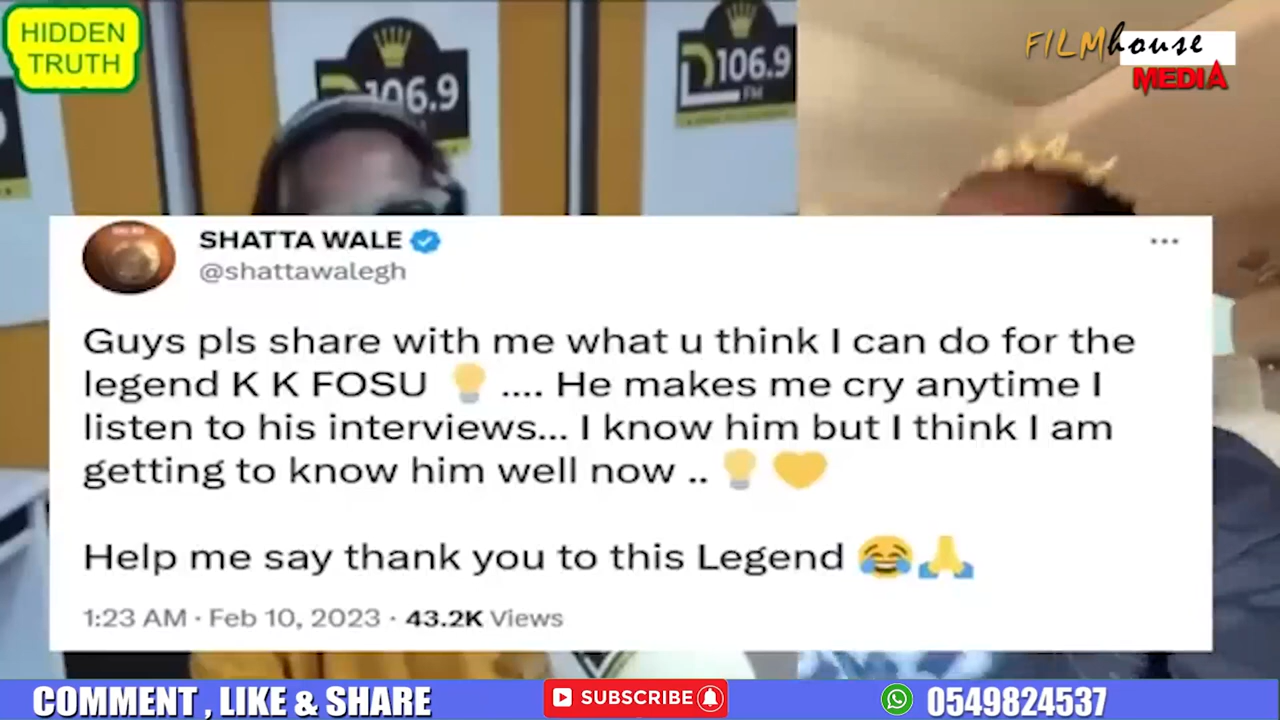 HIDDEN
TRUTH
106.9
FM
106.9
FILMhouse
MEDIA
SHATTA WALE
@shattawalegh
Guys pls share with me what u think I can do for the
legend K K FOSU 💡 .... He makes me cry anytime I
listen to his interviews... I know him but I think I am
getting to know him well now .. 💡 💛
Help me say thank you to this Legend 😂🙏
1:23 AM · Feb 10, 2023 · 43.2K Views
COMMENT , LIKE & SHARE
SUBSCRIBE
0549824537